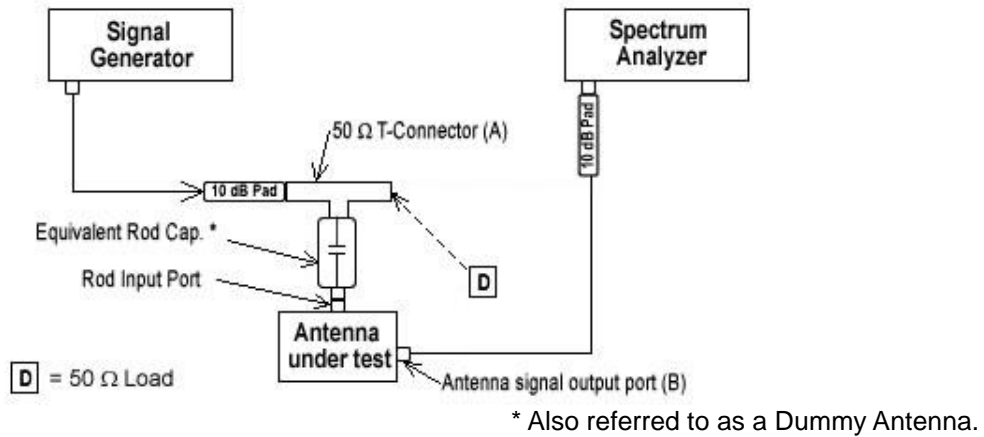 Signal
Generator
Spectrum
Analyzer
50 Ω T-Connector (A)
10 dB Pad
10 dB Pad
Equivalent Rod Cap. *
Rod Input Port
D
Antenna
under test
D = 50 Ω Load
Antenna signal output port (B)
* Also referred to as a Dummy Antenna.